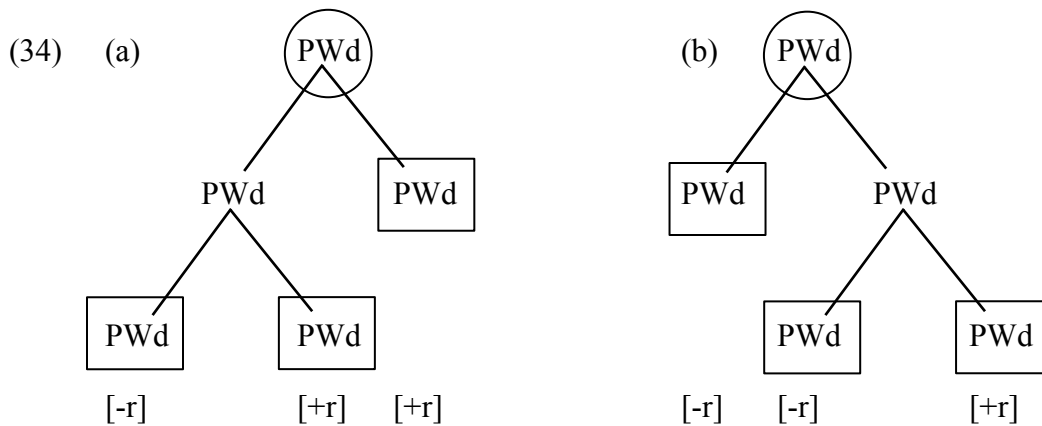 (34) (a) PWd (b) PWd
PWd PWd PWd PWd
PWd PWd PWd PWd
[-r] [+r] [+r] [-r] [-r] [+r]